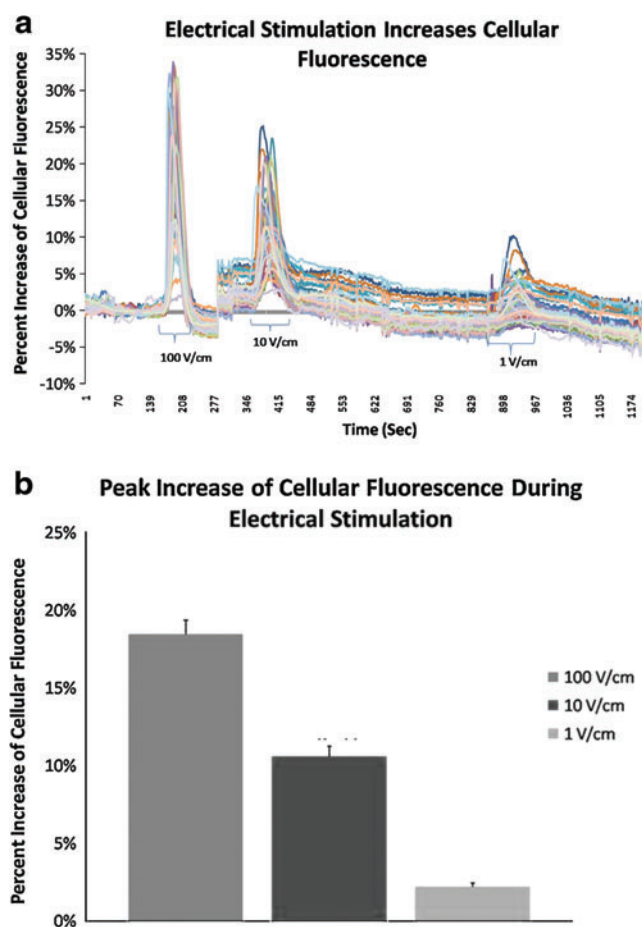 a
Electrical Stimulation Increases Cellular
Fluorescence
Percent Increase of Cellular Fluorescence
35%
30%
25%
20%
15%
10%
5%
0%
-5%
-10%
100 V/cm
10 V/cm
1 V/cm
1 70 139 208 277 346 415 484 553 622 691 760 829 898 967 1036 1105 1174
Time (Sec)
b
Peak Increase of Cellular Fluorescence During
Electrical Stimulation
Percent Increase of Cellular Fluorescence
25%
20%
15%
10%
5%
0%
100 V/cm
10 V/cm
1 V/cm